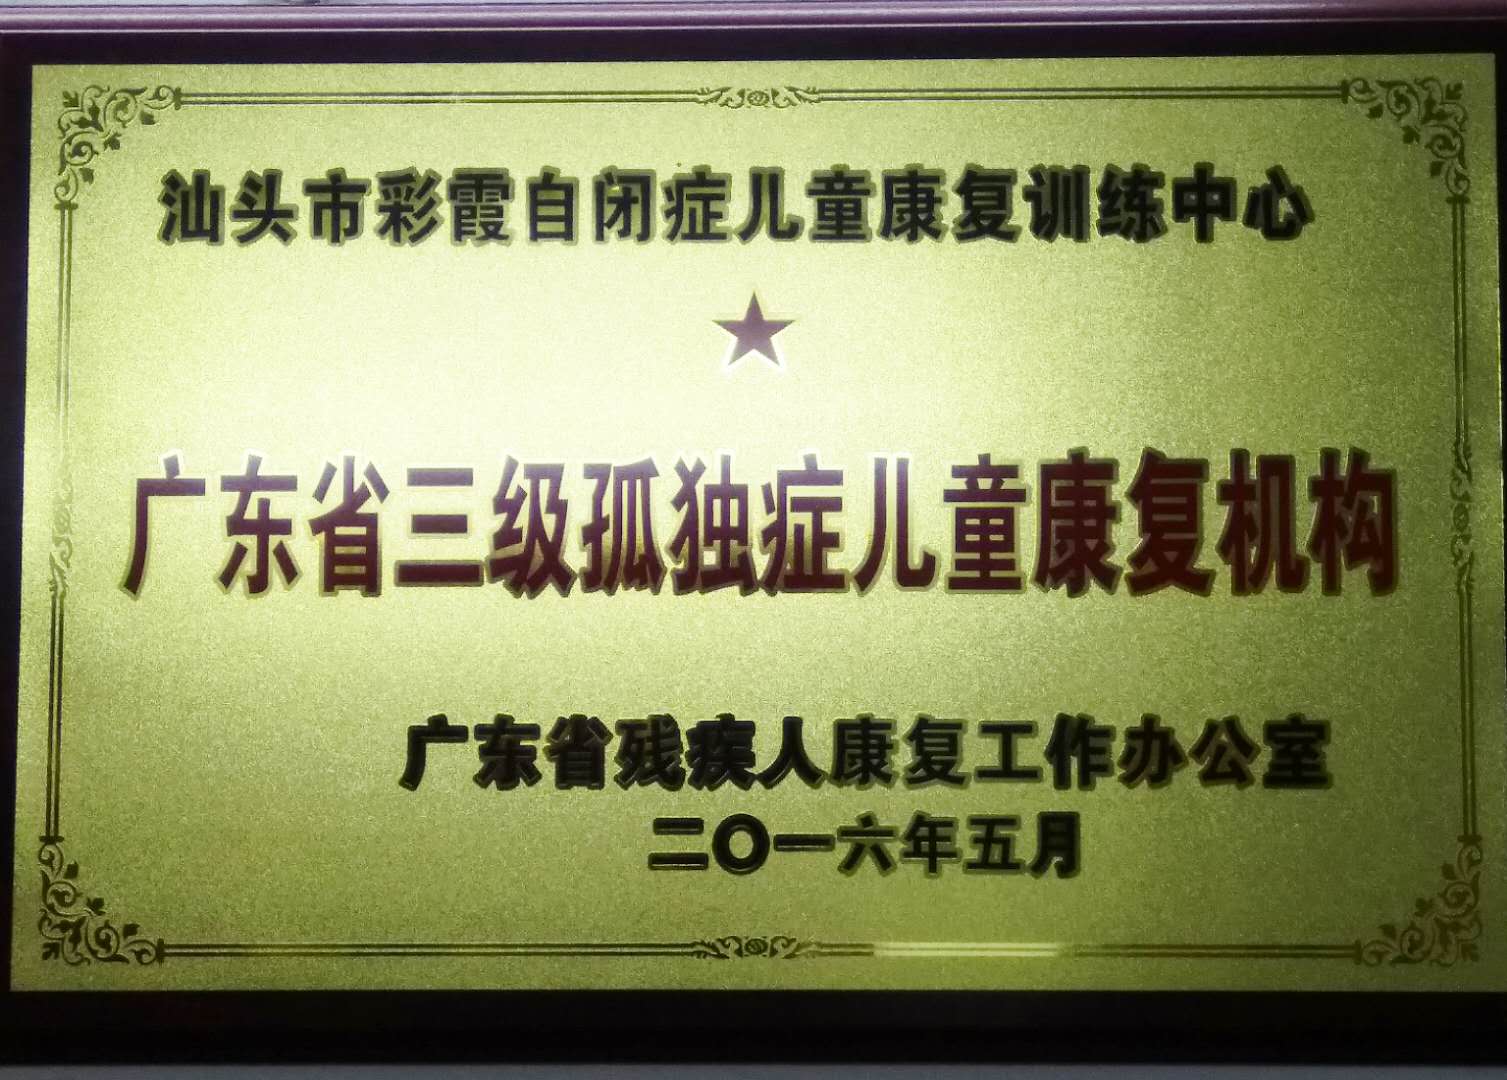 汕头市彩霞自闭症儿童康复训练中心
广东省三级孤独症儿童康复机构
广东省残疾人康复工作办公室
二〇一六年五月